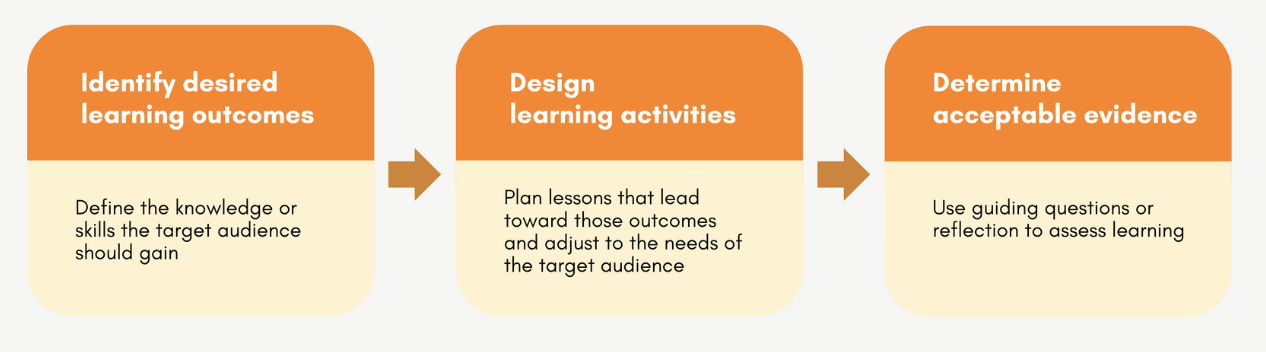 Identify desired
learning outcomes
Define the knowledge or
skills the target audience
should gain
Design
learning activities
Plan lessons that lead
toward those outcomes
and adjust to the needs of
the target audience
Determine
acceptable evidence
Use guiding questions or
reflection to assess learning